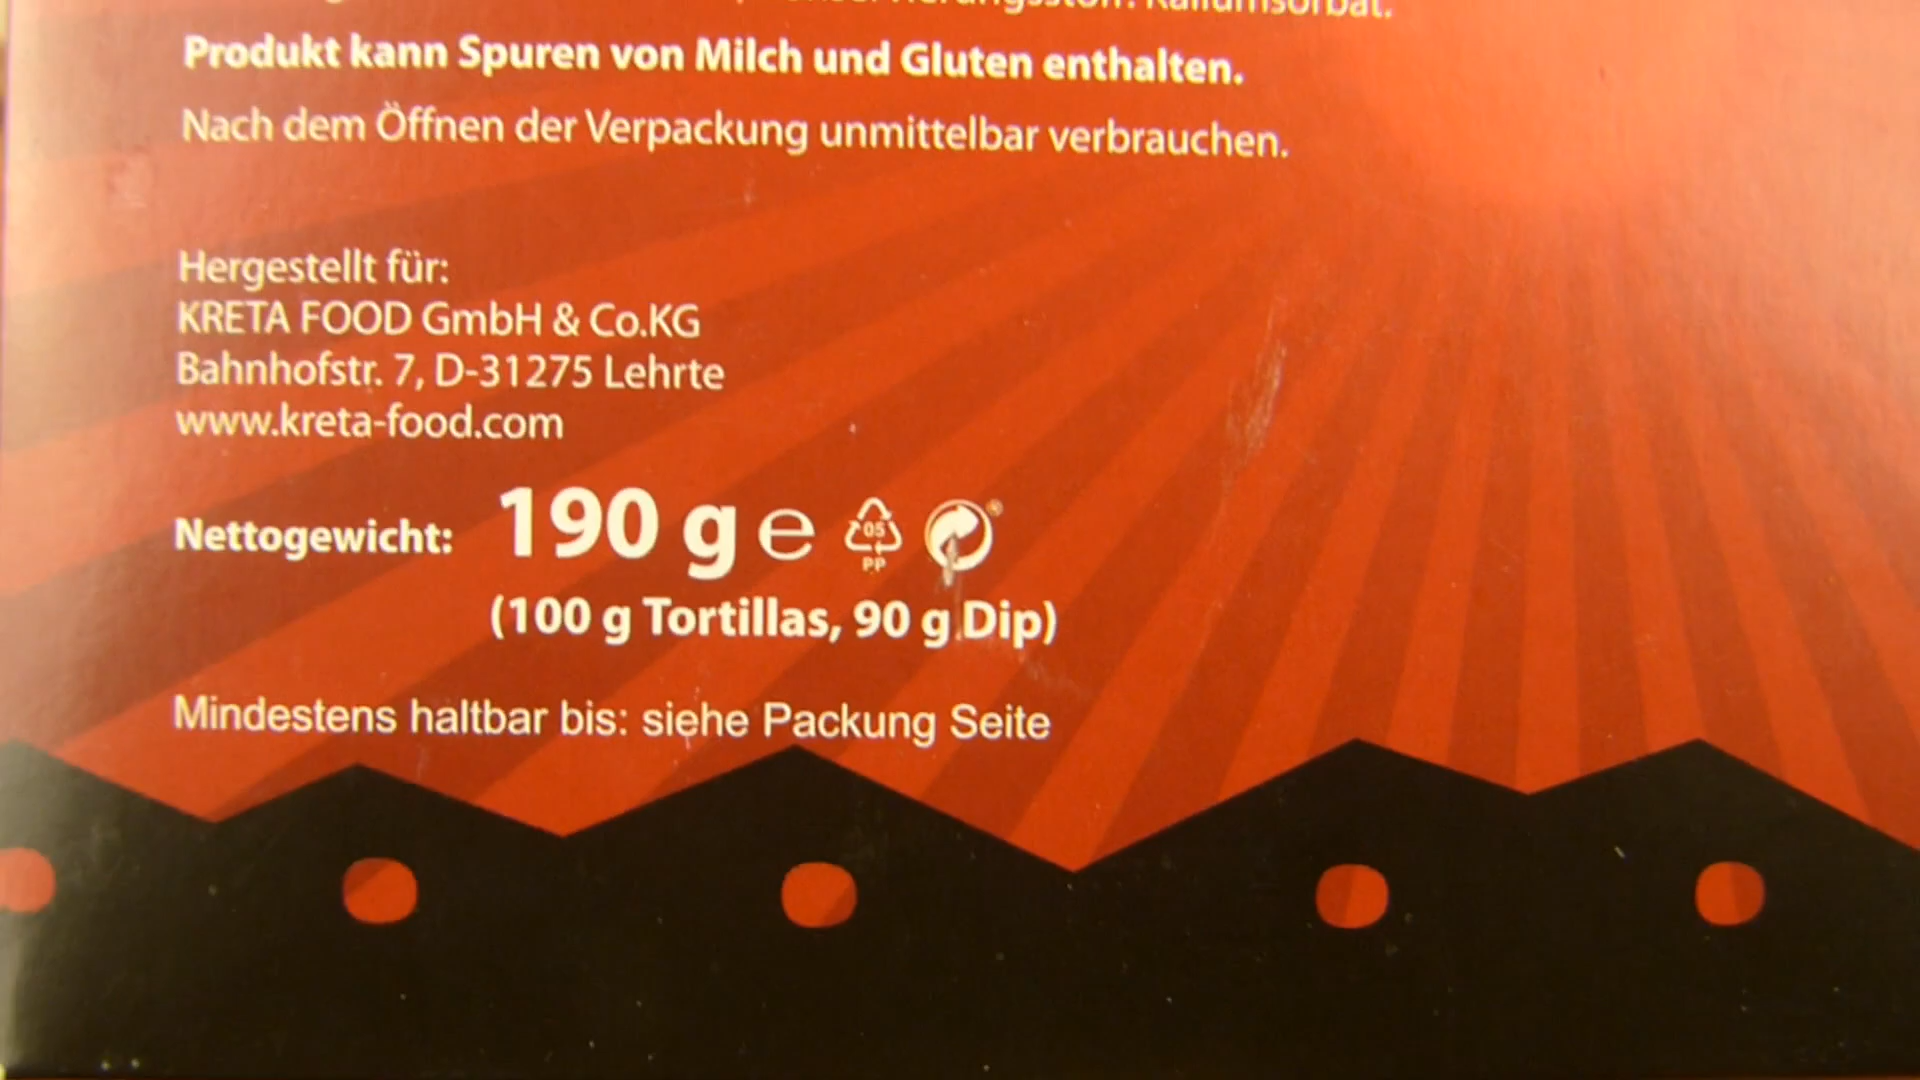 Kaliumsorbat.
Produkt kann Spuren von Milch und Gluten enthalten.
Nach dem Öffnen der Verpackung unmittelbar verbrauchen.
Hergestellt für:
KRETA FOOD GmbH & Co.KG
Bahnhofstr. 7, D-31275 Lehrte
www.kreta-food.com
Nettogewicht: 190 g e 05 PP ®
(100 g Tortillas, 90 g Dip)
Mindestens haltbar bis: siehe Packung Seite